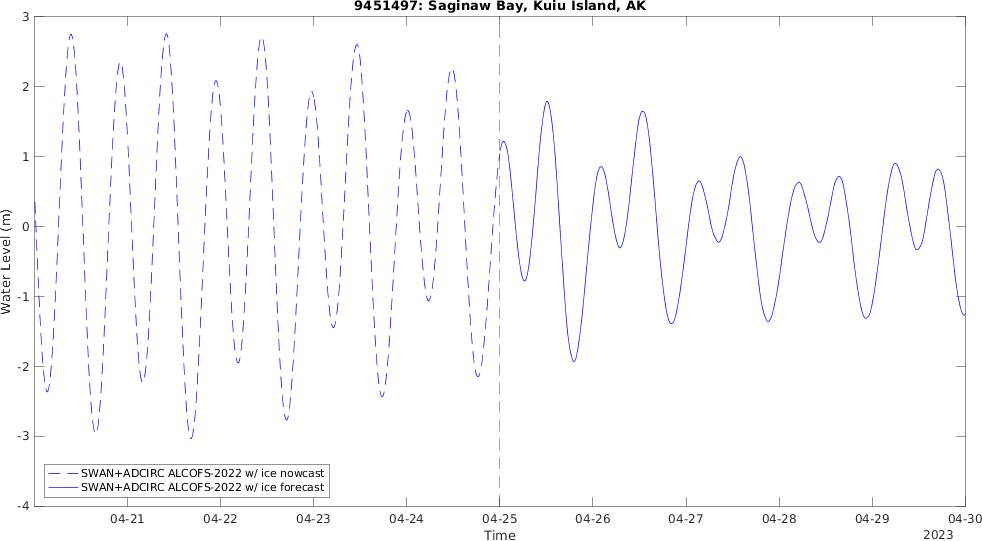 9451497: Saginaw Bay, Kuiu Island, AK
3
2
1
0
-1
-2
-3
-4
Water Level (m)
SWAN+ADCIRC ALCOFS-2022 w/ ice nowcast
SWAN+ADCIRC ALCOFS-2022 w/ ice forecast
04-21 04-22 04-23 04-24 04-25 04-26 04-27 04-28 04-29 04-30
Time
2023